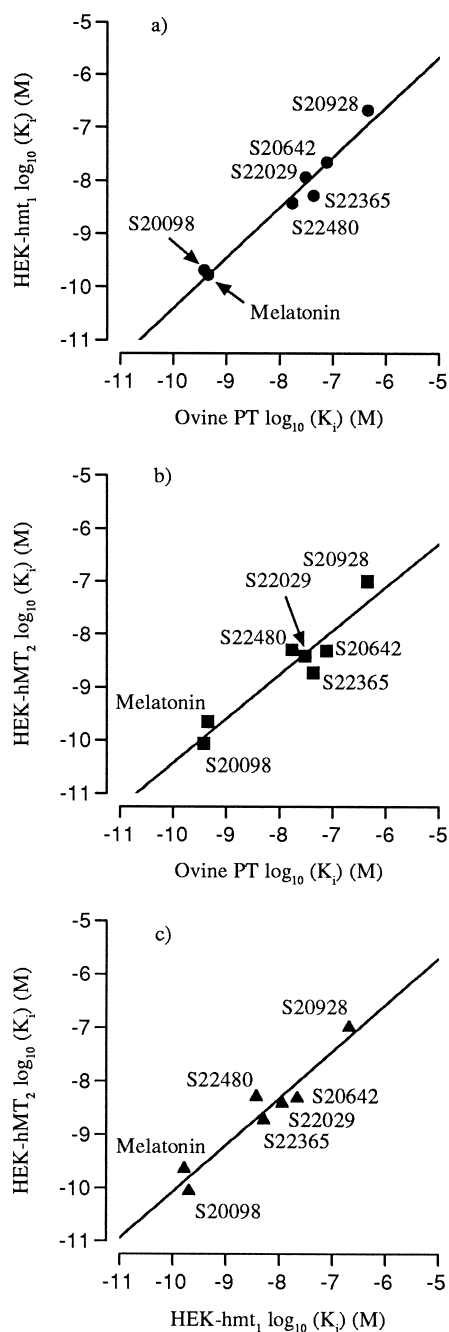 a)
-5
-6
-7
-8
-9
-10
-11
HEK-hmt₁ log₁₀ (Kᵢ) (M)
S20928
S20642
S22029
S22365
S22480
S20098
Melatonin
-11 -10 -9 -8 -7 -6 -5
Ovine PT log₁₀ (Kᵢ) (M)
b)
-5
-6
-7
-8
-9
-10
-11
HEK-hMT₂ log₁₀ (Kᵢ) (M)
S20928
S22029
S22480
S20642
S22365
Melatonin
S20098
-11 -10 -9 -8 -7 -6 -5
Ovine PT log₁₀ (Kᵢ) (M)
c)
-5
-6
-7
-8
-9
-10
-11
HEK-hMT₂ log₁₀ (Kᵢ) (M)
S20928
S22480
S20642
S22029
S22365
Melatonin
S20098
-11 -10 -9 -8 -7 -6 -5
HEK-hmt₁ log₁₀ (Kᵢ) (M)